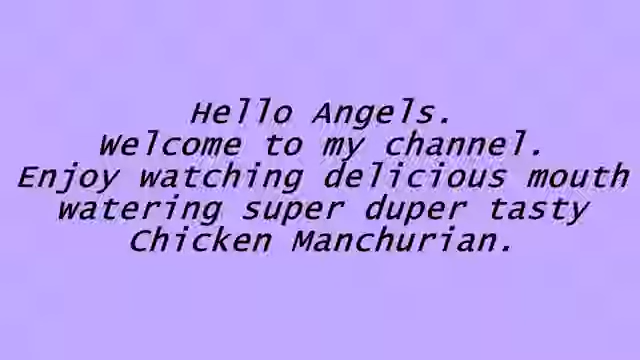 Hello Angels.
Welcome to my channel.
Enjoy watching delicious mouth
watering super duper tasty
Chicken Manchurian.